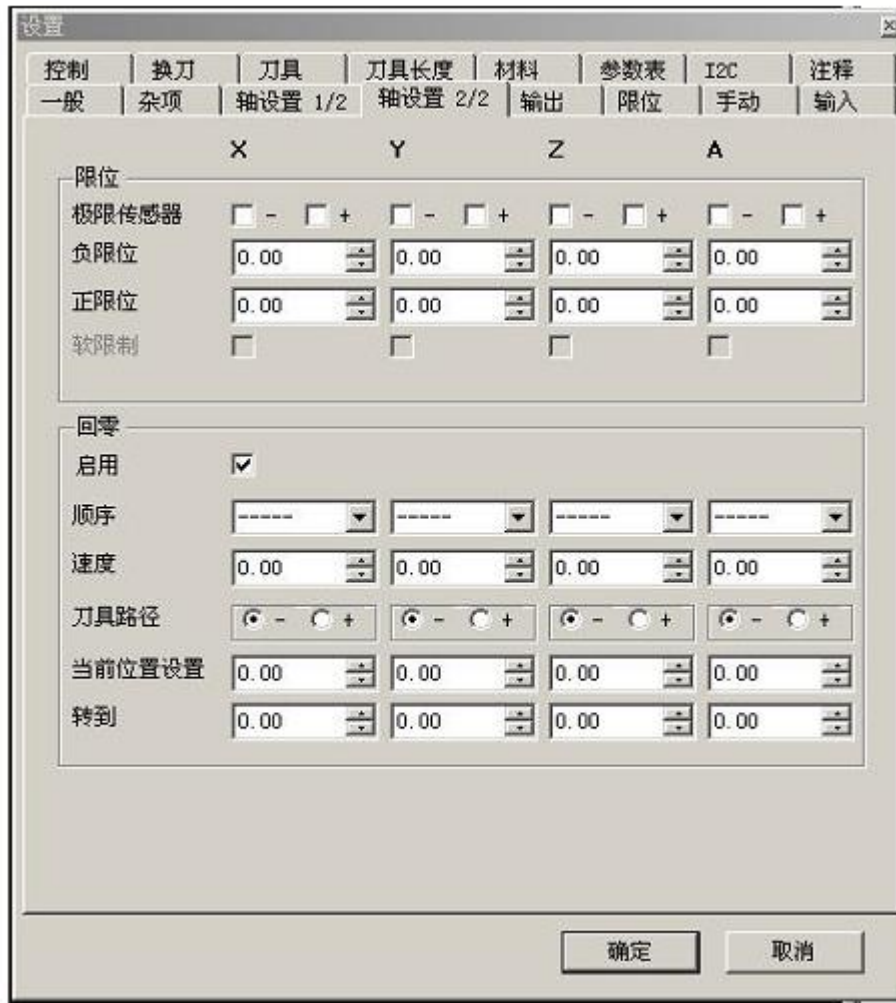 设置
控制 换刀 刀具 刀具长度 材料 参数表 I2C 注释
一般 杂项 轴设置 1/2 轴设置 2/2 输出 限位 手动 输入
X Y Z A
限位
极限传感器 - + - + - + - +
负限位 0.00 0.00 0.00 0.00
正限位 0.00 0.00 0.00 0.00
软限制
回零
启用
顺序 ----- ----- ----- -----
速度 0.00 0.00 0.00 0.00
刀具路径 - + - + - + - +
当前位置设置 0.00 0.00 0.00 0.00
转到 0.00 0.00 0.00 0.00
确定 取消